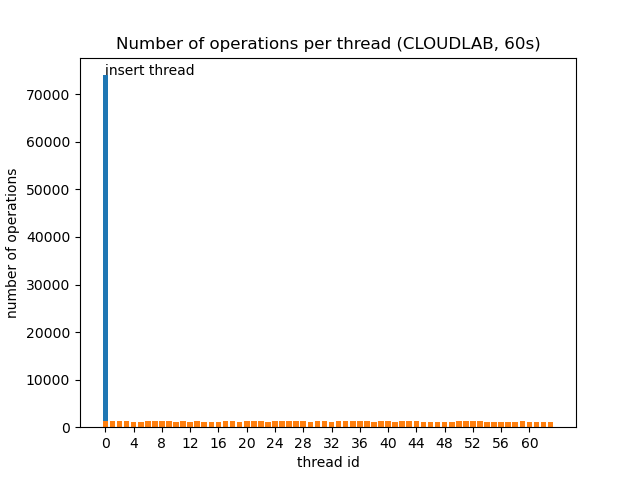 Number of operations per thread (CLOUDLAB, 60s)
insert thread
70000
60000
50000
40000
30000
20000
10000
0
number of operations
0 4 8 12 16 20 24 28 32 36 40 44 48 52 56 60
thread id